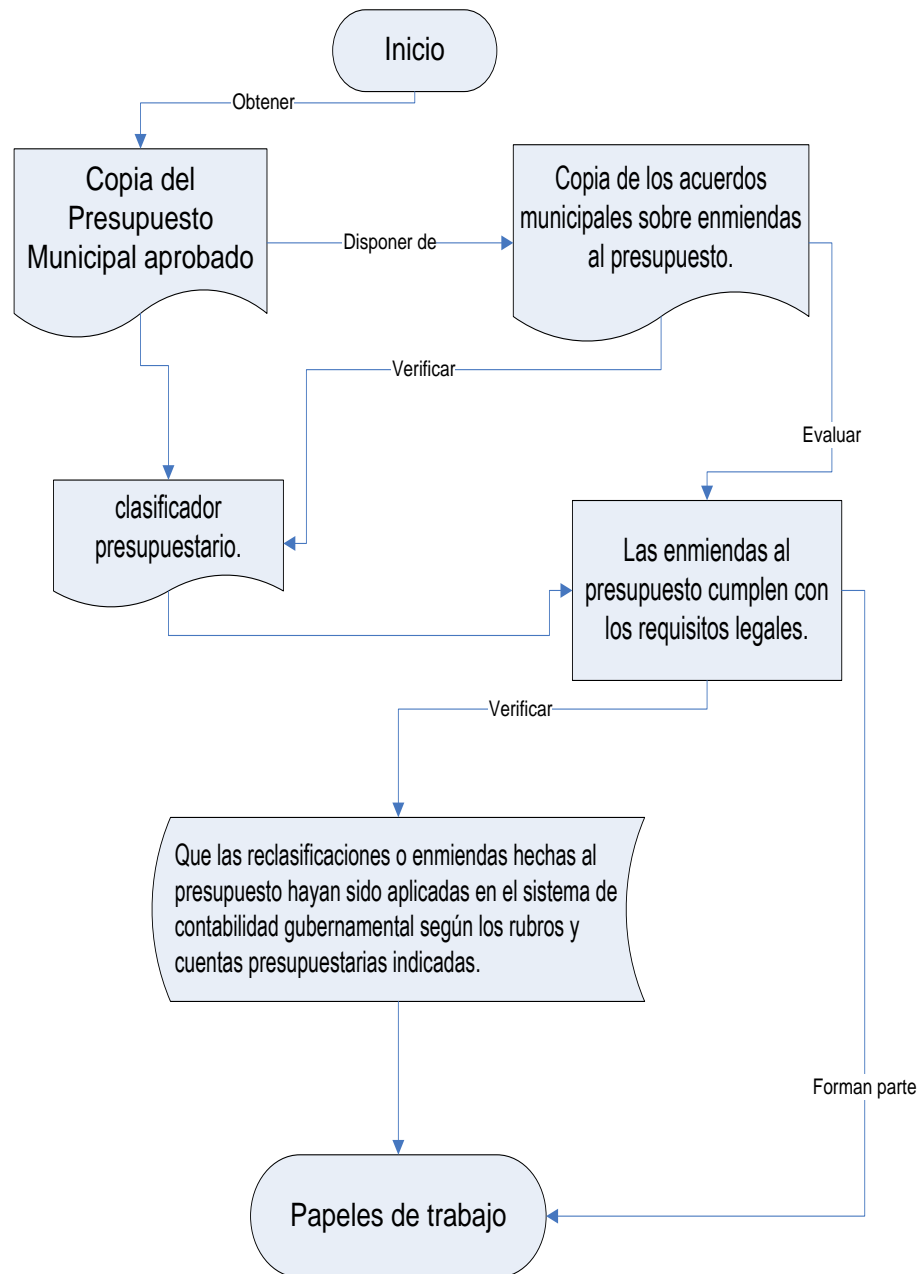 Inicio
Obtener
Copia del
Presupuesto
Municipal aprobado
Disponer de
Copia de los acuerdos
municipales sobre enmiendas
al presupuesto.
Verificar
Evaluar
clasificador
presupuestario.
Las enmiendas al
presupuesto cumplen con
los requisitos legales.
Verificar
Que las reclasificaciones o enmiendas hechas al
presupuesto hayan sido aplicadas en el sistema de
contabilidad gubernamental según los rubros y
cuentas presupuestarias indicadas.
Forman parte
Papeles de trabajo